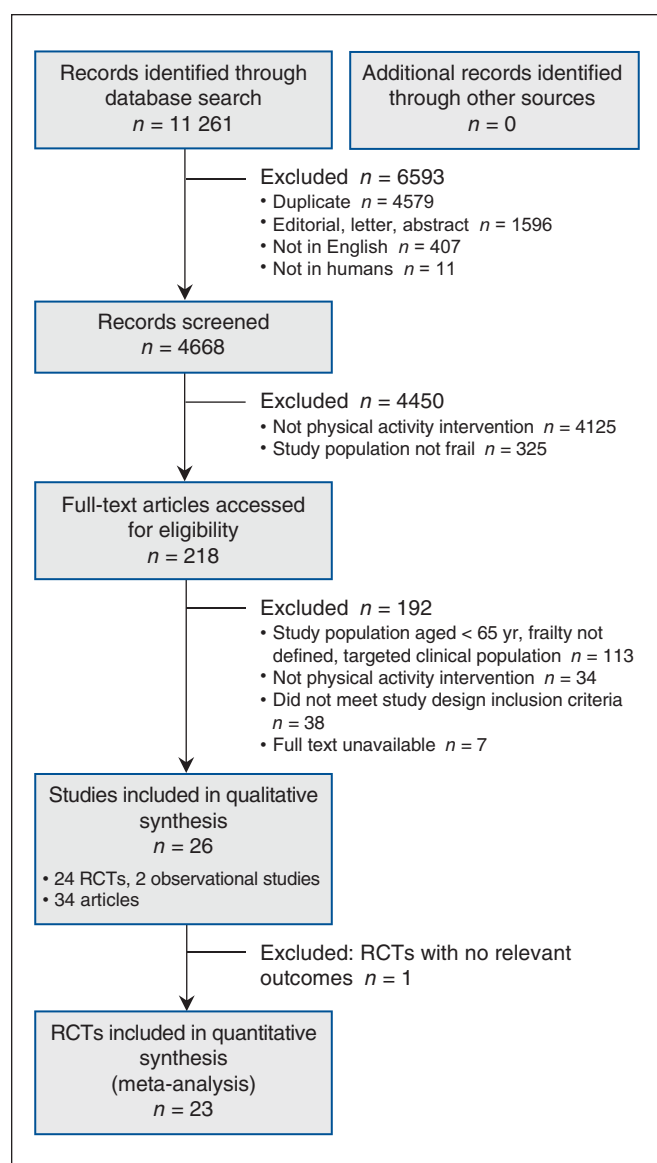 Records identified through
database search
n = 11 261
Additional records identified
through other sources
n = 0
Excluded n = 6593
• Duplicate n = 4579
• Editorial, letter, abstract n = 1596
• Not in English n = 407
• Not in humans n = 11
Records screened
n = 4668
Excluded n = 4450
• Not physical activity intervention n = 4125
• Study population not frail n = 325
Full-text articles accessed
for eligibility
n = 218
Excluded n = 192
• Study population aged < 65 yr, frailty not
defined, targeted clinical population n = 113
• Not physical activity intervention n = 34
• Did not meet study design inclusion criteria
n = 38
• Full text unavailable n = 7
Studies included in qualitative
synthesis
n = 26
• 24 RCTs, 2 observational studies
• 34 articles
Excluded: RCTs with no relevant
outcomes n = 1
RCTs included in quantitative
synthesis
(meta-analysis)
n = 23